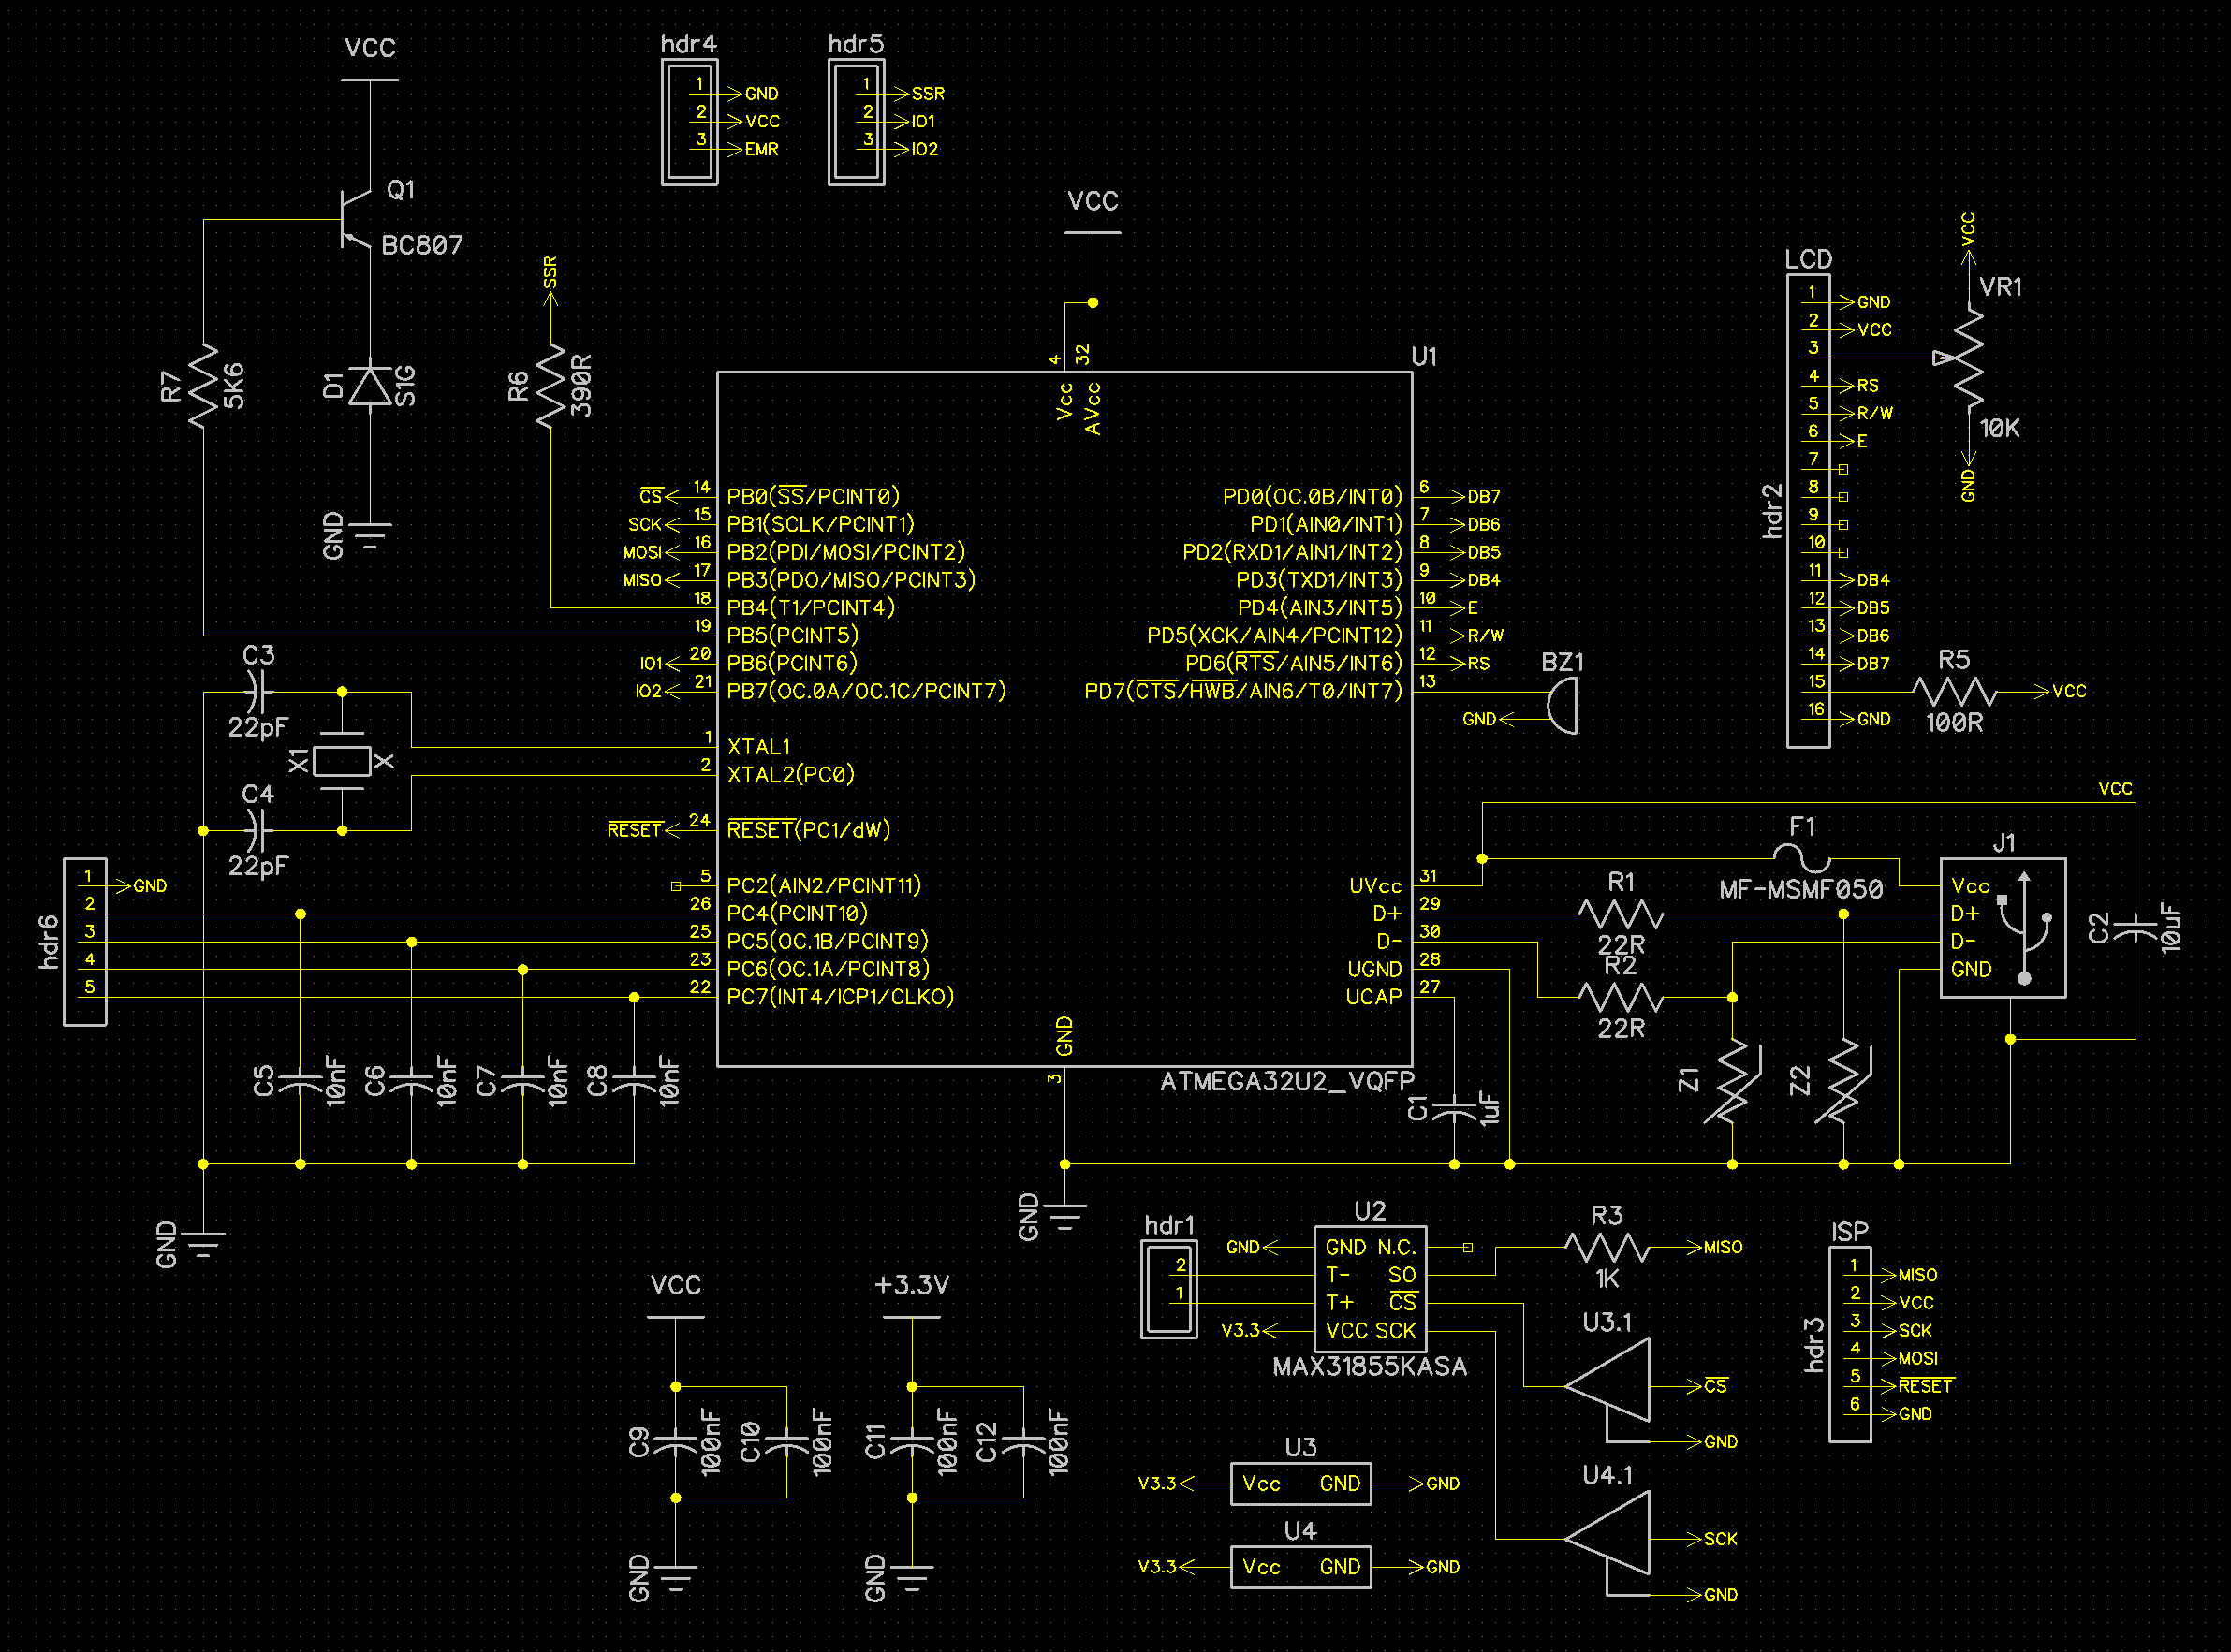 VCC
Q1
BC807
R7
5K6
D1
S1G
GND
SSR
R6
390R
hdr4
1 GND
2 VCC
3 EMR
hdr5
1 SSR
2 IO1
3 IO2
VCC
U1
4 32
Vcc AVcc
CS 14 PB0(SS/PCINT0)
SCK 15 PB1(SCLK/PCINT1)
MOSI 16 PB2(PDI/MOSI/PCINT2)
MISO 17 PB3(PDO/MISO/PCINT3)
18 PB4(T1/PCINT4)
19 PB5(PCINT5)
IO1 20 PB6(PCINT6)
IO2 21 PB7(OC.0A/OC.1C/PCINT7)
1 XTAL1
2 XTAL2(PC0)
RESET 24 RESET(PC1/dW)
5 PC2(AIN2/PCINT11)
26 PC4(PCINT10)
25 PC5(OC.1B/PCINT9)
23 PC6(OC.1A/PCINT8)
22 PC7(INT4/ICP1/CLKO)
PD0(OC.0B/INT0) 6 DB7
PD1(AIN0/INT1) 7 DB6
PD2(RXD1/AIN1/INT2) 8 DB5
PD3(TXD1/INT3) 9 DB4
PD4(AIN3/INT5) 10 E
PD5(XCK/AIN4/PCINT12) 11 R/W
PD6(RTS/AIN5/INT6) 12 RS
PD7(CTS/HWB/AIN6/T0/INT7) 13
BZ1
GND
UVcc 31
D+ 29
D- 30
UGND 28
UCAP 27
GND
3
ATMEGA32U2_VQFP
GND
C3
22pF
X1
X
C4
22pF
hdr6
1 GND
2
3
4
5
C5
10nF
C6
10nF
C7
10nF
C8
10nF
GND
LCD
hdr2
1 GND
2 VCC
3
4 RS
5 R/W
6 E
7
8
9
10
11 DB4
12 DB5
13 DB6
14 DB7
15
16 GND
VCC
VR1
10K
GND
R5
100R
VCC
VCC
F1
MF-MSMF050
J1
Vcc
D+
D-
GND
C2
10uF
R1
22R
R2
22R
Z1
Z2
C1
1uF
VCC
C9
100nF
C10
100nF
GND
+3.3V
C11
100nF
C12
100nF
GND
hdr1
2
1
U2
GND GND N.C.
T- SO
T+ CS
V3.3 VCC SCK
MAX31855KASA
R3
1K
MISO
U3.1
CS
GND
U3
V3.3 Vcc GND GND
U4
V3.3 Vcc GND GND
U4.1
SCK
GND
ISP
hdr3
1 MISO
2 VCC
3 SCK
4 MOSI
5 RESET
6 GND